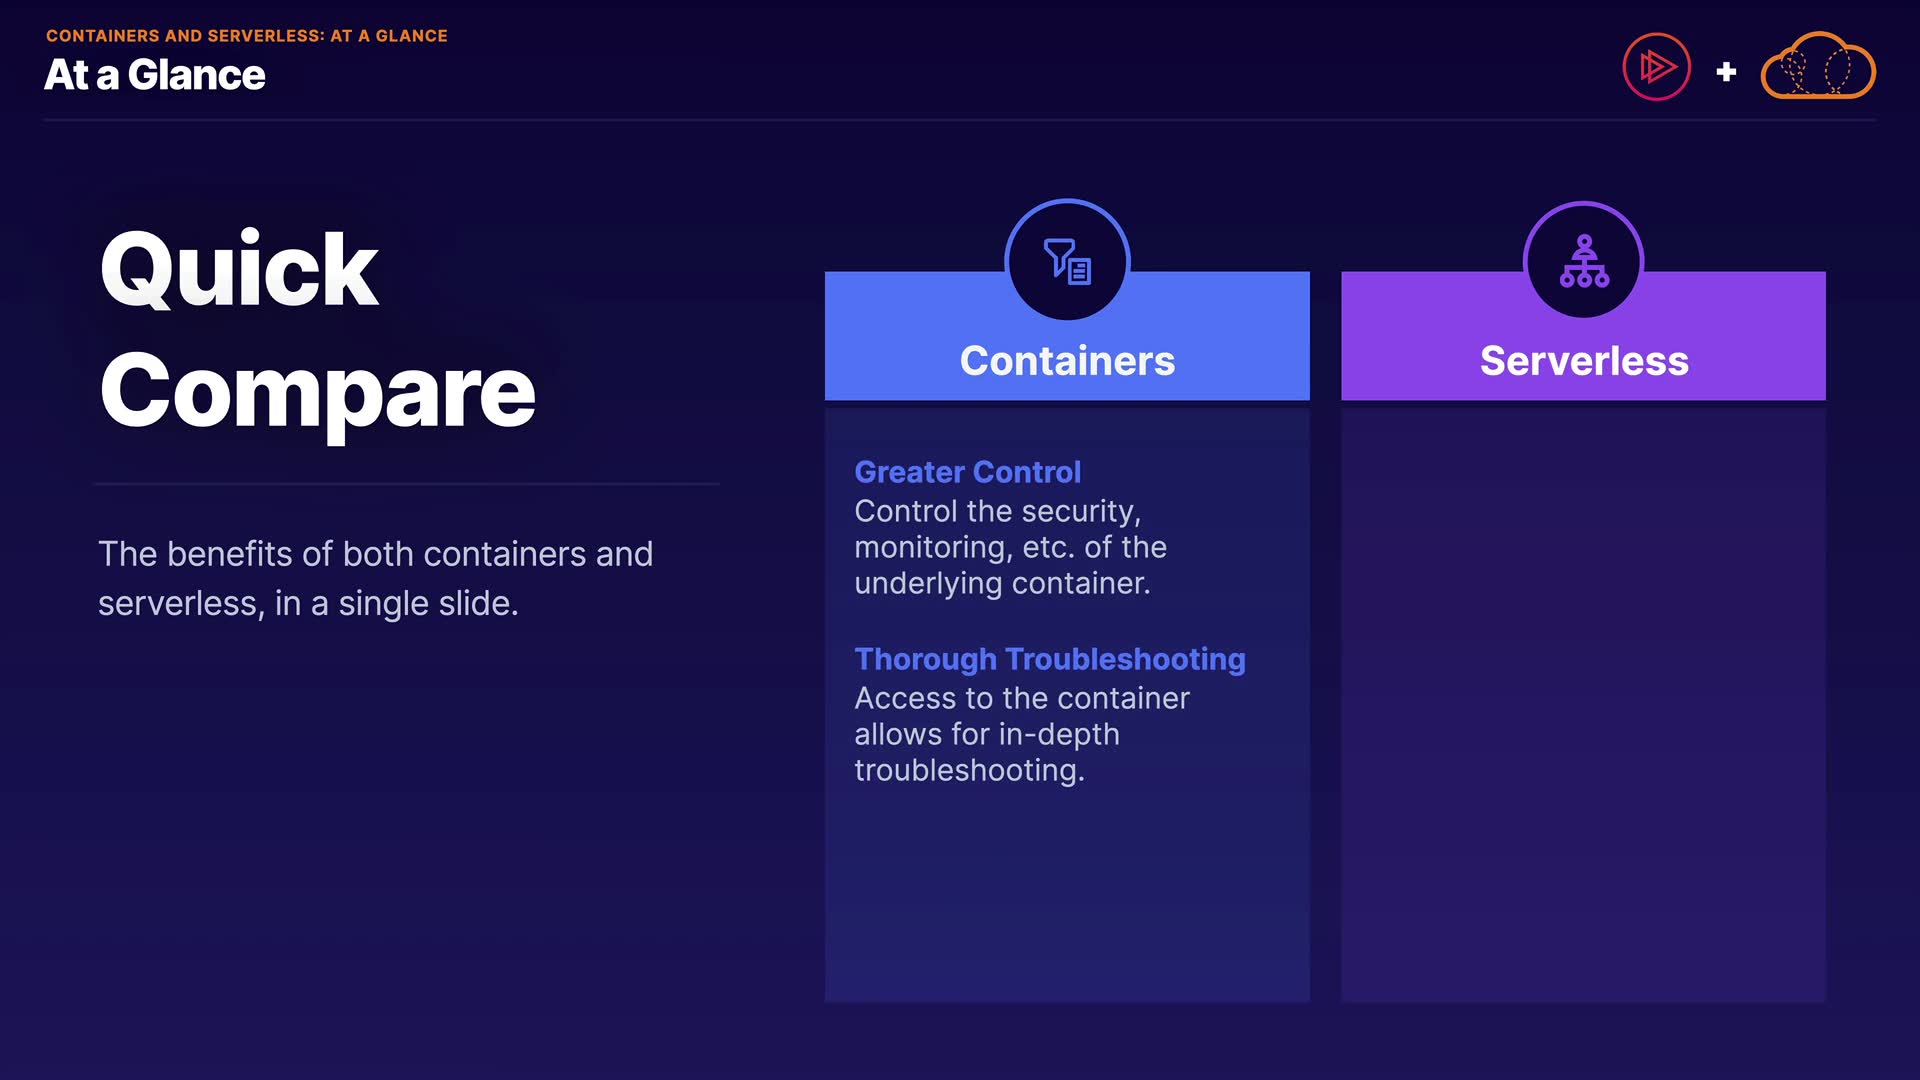 CONTAINERS AND SERVERLESS: AT A GLANCE
At a Glance
Quick
Compare
The benefits of both containers and
serverless, in a single slide.
Containers
Greater Control
Control the security,
monitoring, etc. of the
underlying container.
Thorough Troubleshooting
Access to the container
allows for in-depth
troubleshooting.
Serverless